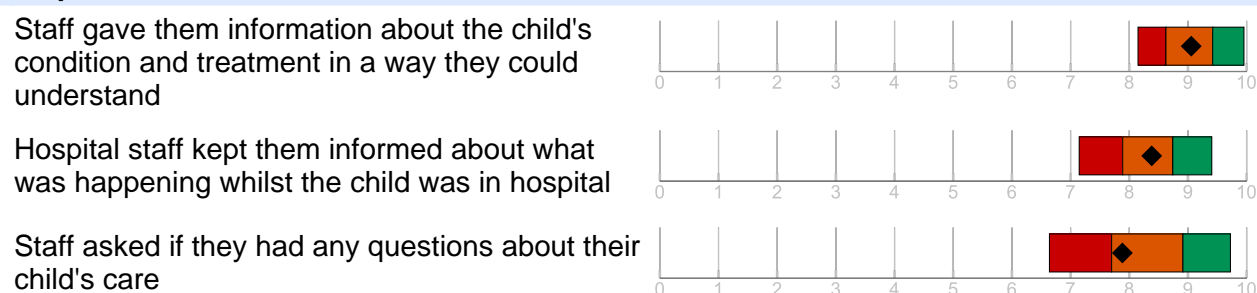 Staff gave them information about the child's
condition and treatment in a way they could
understand
0 1 2 3 4 5 6 7 8 9 10
Hospital staff kept them informed about what
was happening whilst the child was in hospital
0 1 2 3 4 5 6 7 8 9 10
Staff asked if they had any questions about their
child's care
0 1 2 3 4 5 6 7 8 9 10